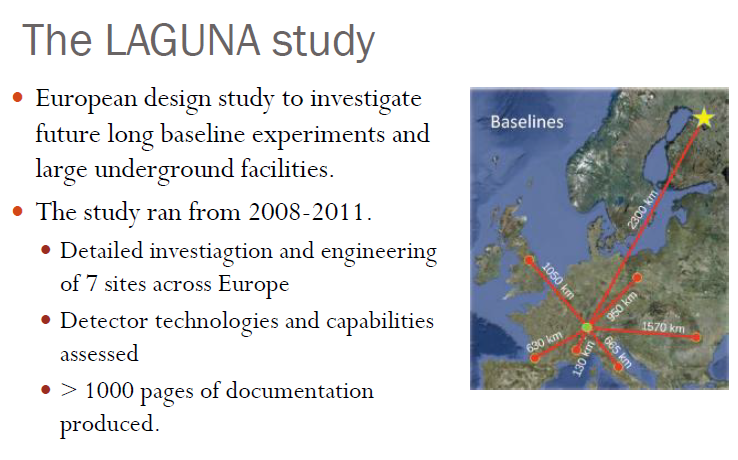 The LAGUNA study
• European design study to investigate
future long baseline experiments and
large underground facilities.
• The study ran from 2008-2011.
• Detailed investiagtion and engineering
of 7 sites across Europe
• Detector technologies and capabilities
assessed
• > 1000 pages of documentation
produced.
Baselines
2300 km
1050 km
950 km
1570 km
630 km
130 km
665 km